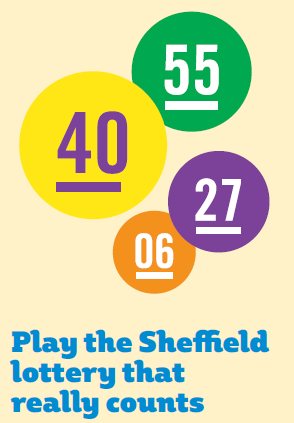 55
40
27
06
Play the Sheffield
lottery that
really counts